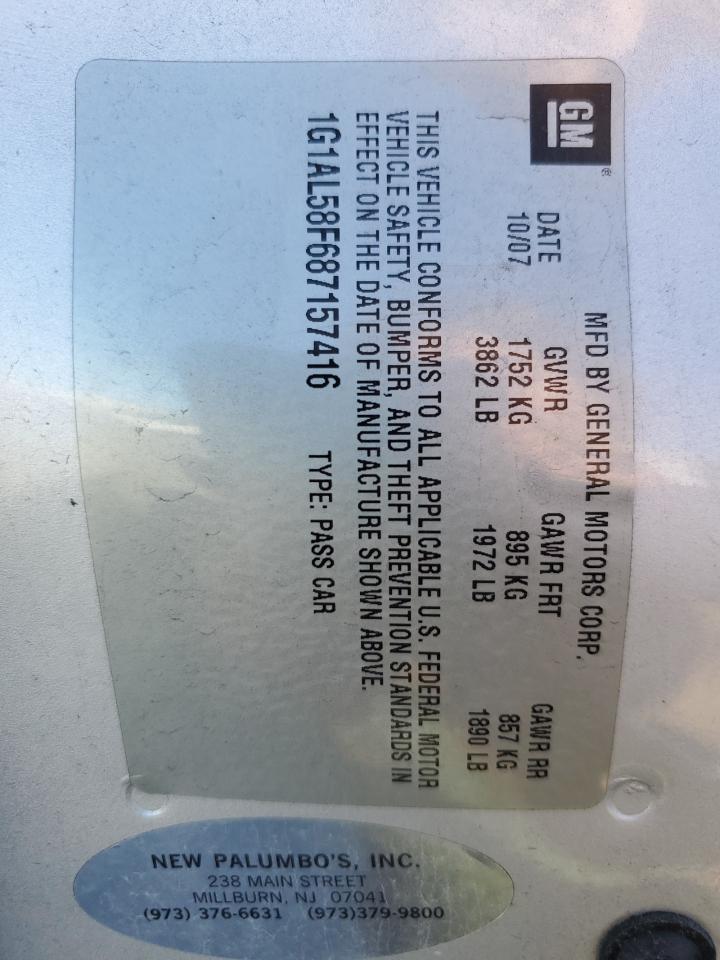 GM®
MFD BY GENERAL MOTORS CORP.
DATE GVWR GAWR FRT GAWR RR
10/07 1752 KG 895 KG 857 KG
3862 LB 1972 LB 1890 LB
THIS VEHICLE CONFORMS TO ALL APPLICABLE U.S. FEDERAL MOTOR
VEHICLE SAFETY, BUMPER, AND THEFT PREVENTION STANDARDS IN
EFFECT ON THE DATE OF MANUFACTURE SHOWN ABOVE.
1G1AL58F687157416 TYPE: PASS CAR
NEW PALUMBO'S, INC.
238 MAIN STREET
MILLBURN, NJ 07041
(973) 376-6631 (973)379-9800